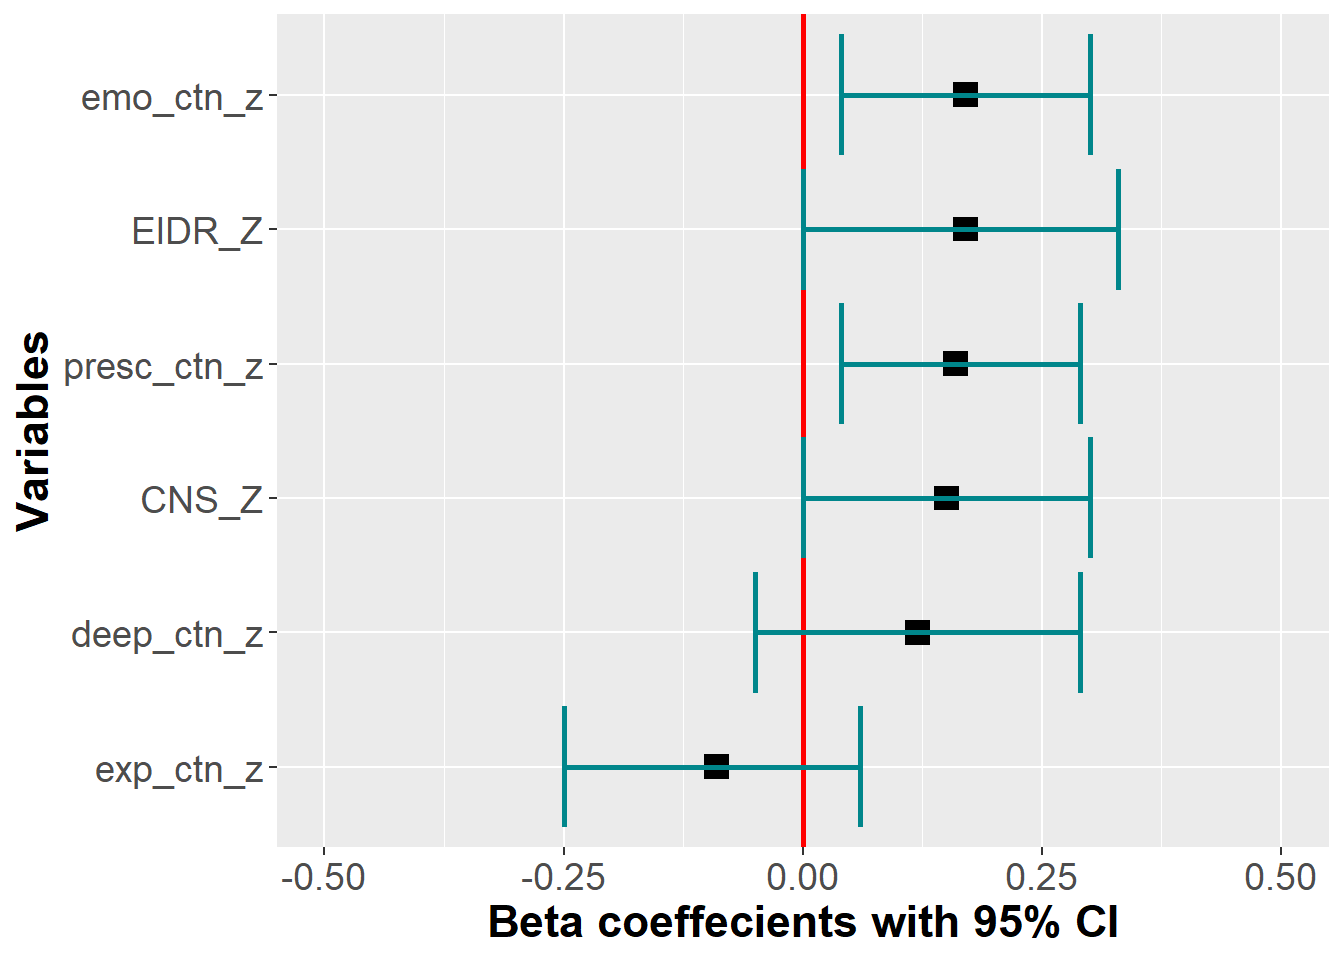 emo_ctn_z
EIDR_Z
presc_ctn_z
CNS_Z
deep_ctn_z
exp_ctn_z
Variables
-0.50 -0.25 0.00 0.25 0.50
Beta coeffecients with 95% CI